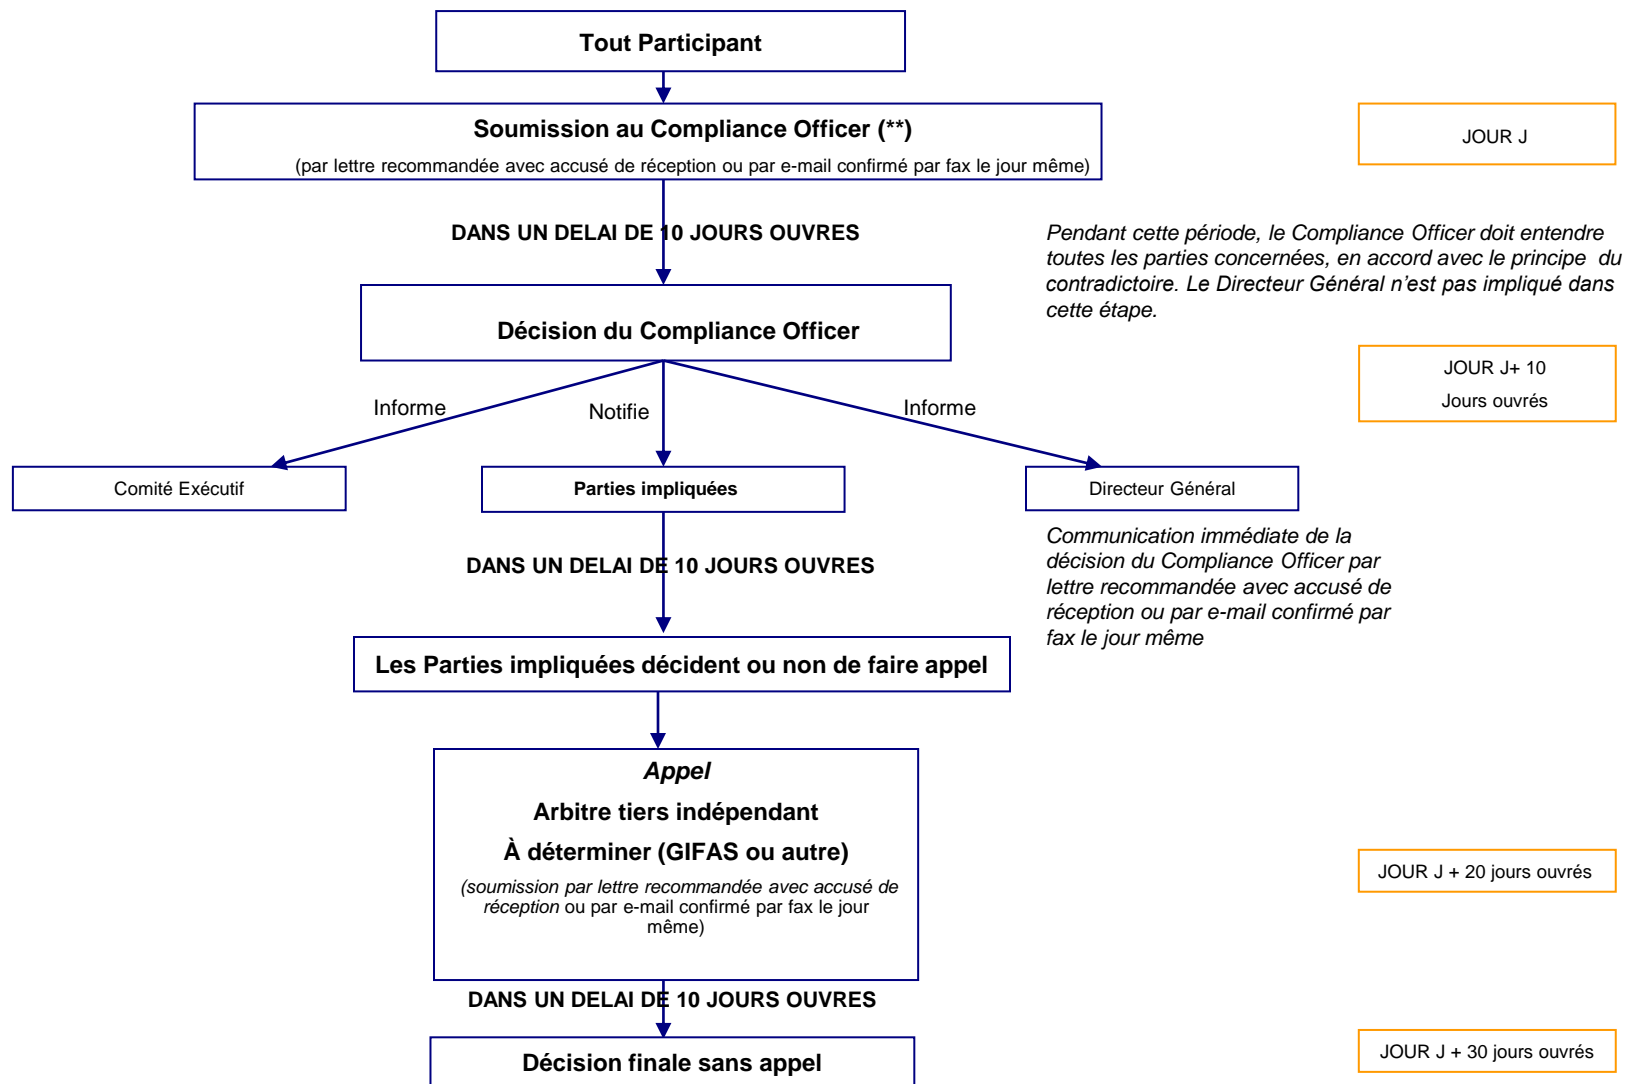 Tout Participant
Soumission au Compliance Officer (**)
(par lettre recommandée avec accusé de réception ou par e-mail confirmé par fax le jour même)
JOUR J
DANS UN DELAI DE 10 JOURS OUVRES
Pendant cette période, le Compliance Officer doit entendre
toutes les parties concernées, en accord avec le principe du
contradictoire. Le Directeur Général n'est pas impliqué dans
cette étape.
Décision du Compliance Officer
JOUR J+ 10
Jours ouvrés
Informe
Notifie
Informe
Comité Exécutif
Parties impliquées
Directeur Général
Communication immédiate de la
décision du Compliance Officer par
lettre recommandée avec accusé de
réception ou par e-mail confirmé par
fax le jour même
DANS UN DELAI DE 10 JOURS OUVRES
Les Parties impliquées décident ou non de faire appel
Appel
Arbitre tiers indépendant
À déterminer (GIFAS ou autre)
(soumission par lettre recommandée avec accusé de
réception ou par e-mail confirmé par fax le jour
même)
JOUR J + 20 jours ouvrés
DANS UN DELAI DE 10 JOURS OUVRES
Décision finale sans appel
JOUR J + 30 jours ouvrés